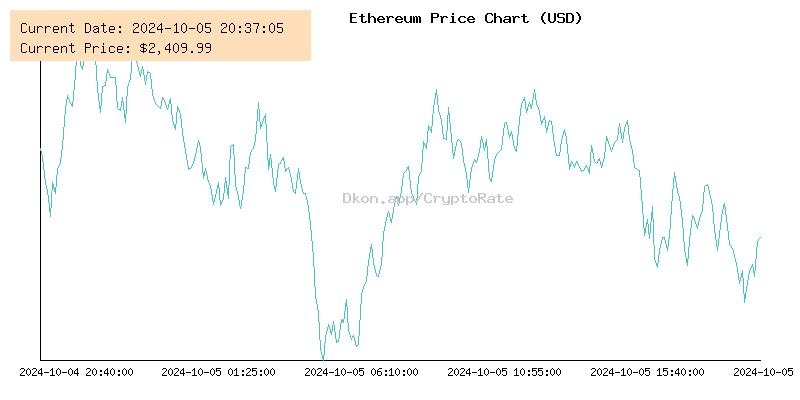 Ethereum Price Chart (USD)
Current Date: 2024-10-05 20:37:05
Current Price: $2,409.99
Dkon.app/CryptoRate
2024-10-04 20:40:00 2024-10-05 01:25:00 2024-10-05 06:10:00 2024-10-05 10:55:00 2024-10-05 15:40:00 2024-10-05